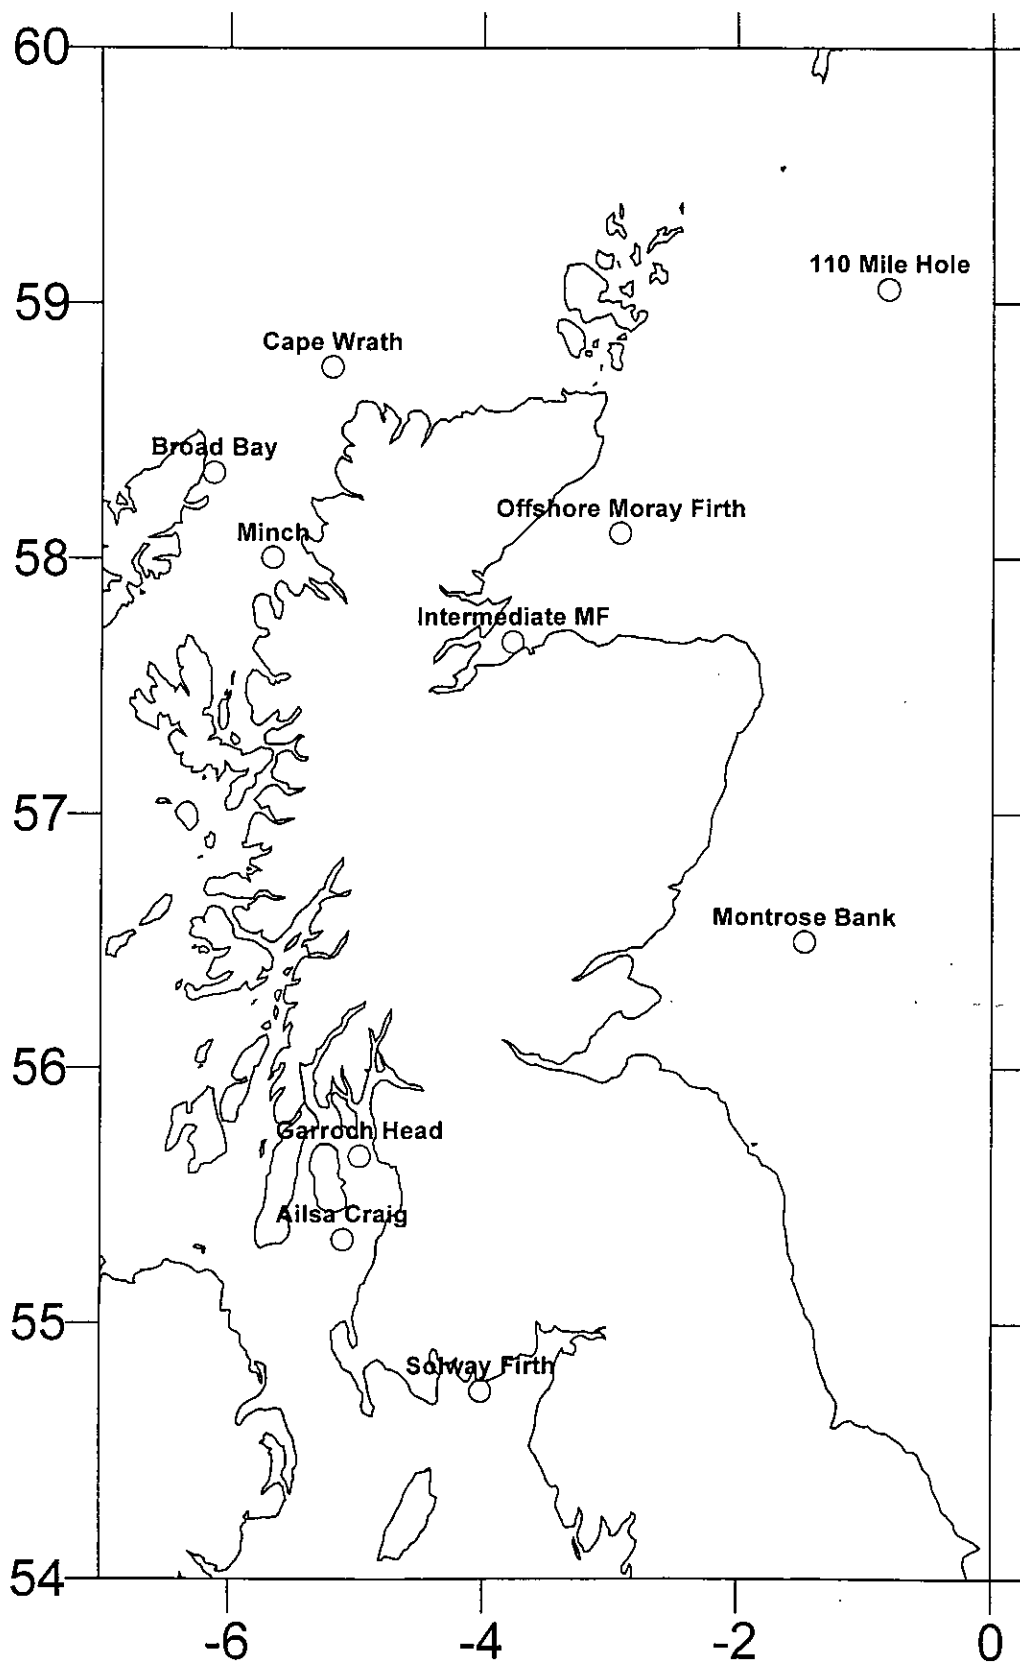 60
110 Mile Hole
59
Cape Wrath
Broad Bay
Offshore Moray Firth
Minch
58
Intermediate MF
57
Montrose Bank
56
Garroch Head
Ailsa Craig
55
Solway Firth
54
-6 -4 -2 0